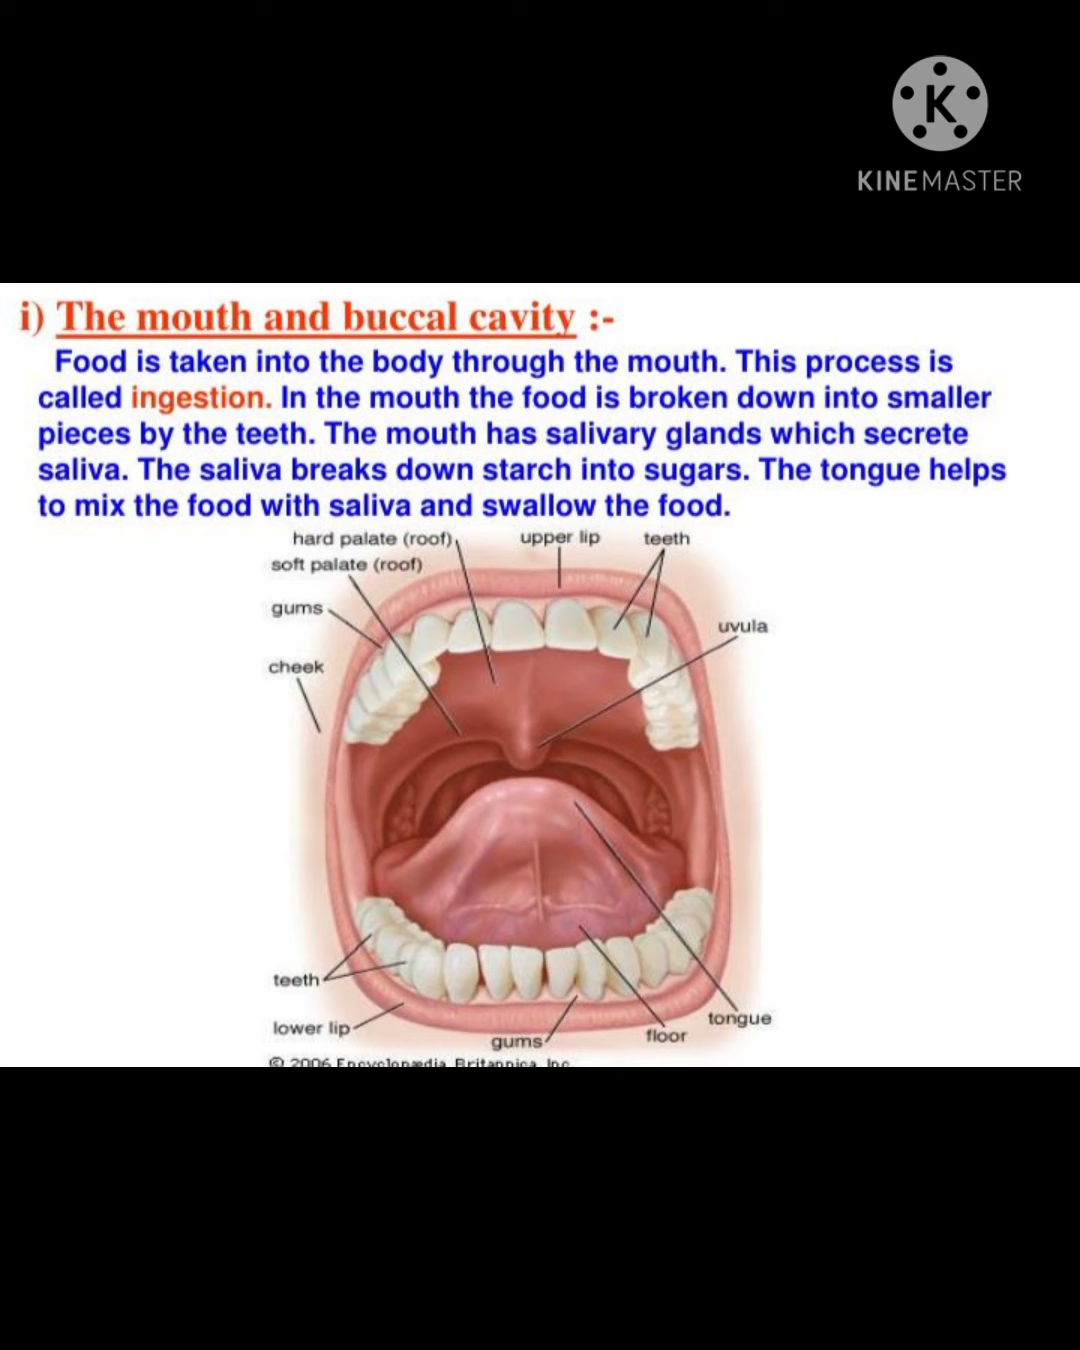 K
KINEMASTER
i) The mouth and buccal cavity :-
Food is taken into the body through the mouth. This process is
called ingestion. In the mouth the food is broken down into smaller
pieces by the teeth. The mouth has salivary glands which secrete
saliva. The saliva breaks down starch into sugars. The tongue helps
to mix the food with saliva and swallow the food.
hard palate (roof)
upper lip
teeth
soft palate (roof)
gums
uvula
cheek
teeth
tongue
lower lip
floor
gums
© 2006 Encyclopædia Britannica, Inc.